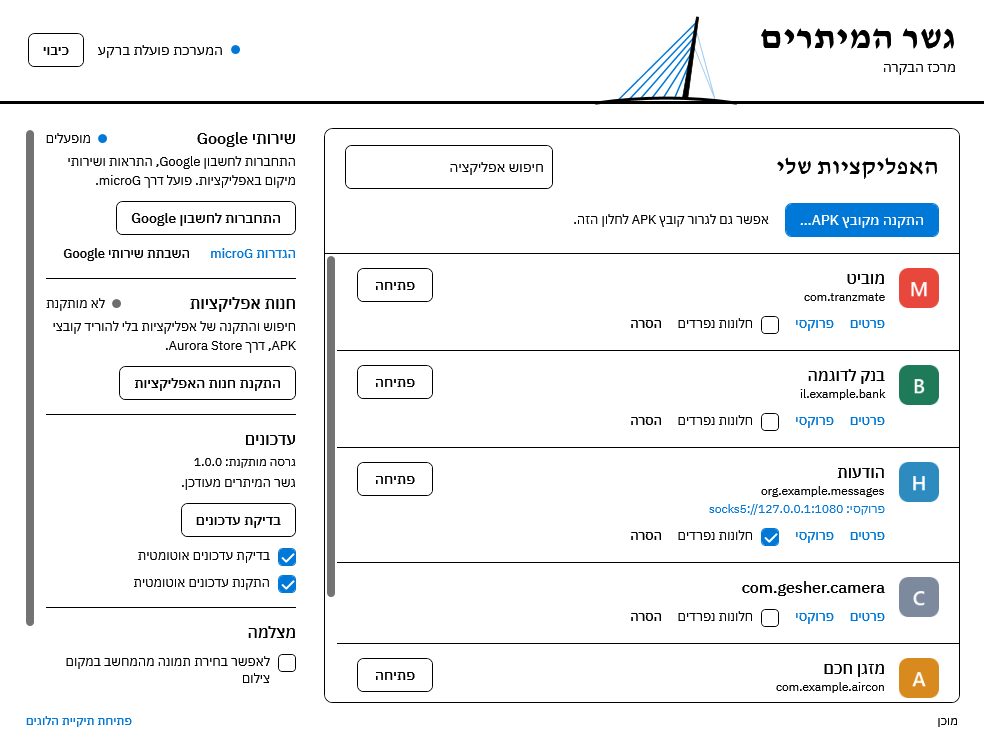 גשר המיתרים
מרכז הבקרה
המערכת פועלת ברקע
כיבוי
האפליקציות שלי
חיפוש אפליקציה
התקנה מקובץ APK...
אפשר גם לגרור קובץ APK לחלון הזה.
M
מוביט
com.tranzmate
פתיחה
פרטים
פרוקסי
חלונות נפרדים
הסרה
B
בנק לדוגמה
il.example.bank
פתיחה
פרטים
פרוקסי
חלונות נפרדים
הסרה
H
הודעות
org.example.messages
פרוקסי: socks5://127.0.0.1:1080
פתיחה
פרטים
פרוקסי
חלונות נפרדים
הסרה
C
com.gesher.camera
פרטים
פרוקסי
חלונות נפרדים
הסרה
A
מזגן חכם
com.example.aircon
פתיחה
שירותי Google
מופעלים
התחברות לחשבון Google, התראות ושירותי
מיקום באפליקציות. פועל דרך microG.
התחברות לחשבון Google
הגדרות microG
השבתת שירותי Google
חנות אפליקציות
לא מותקנת
חיפוש והתקנה של אפליקציות בלי להוריד קובצי
APK, דרך Aurora Store.
התקנת חנות האפליקציות
עדכונים
גרסה מותקנת: 1.0.0
גשר המיתרים מעודכן.
בדיקת עדכונים
בדיקת עדכונים אוטומטית
התקנת עדכונים אוטומטית
מצלמה
לאפשר בחירת תמונה מהמחשב במקום
צילום
מוכן
פתיחת תיקיית הלוגים